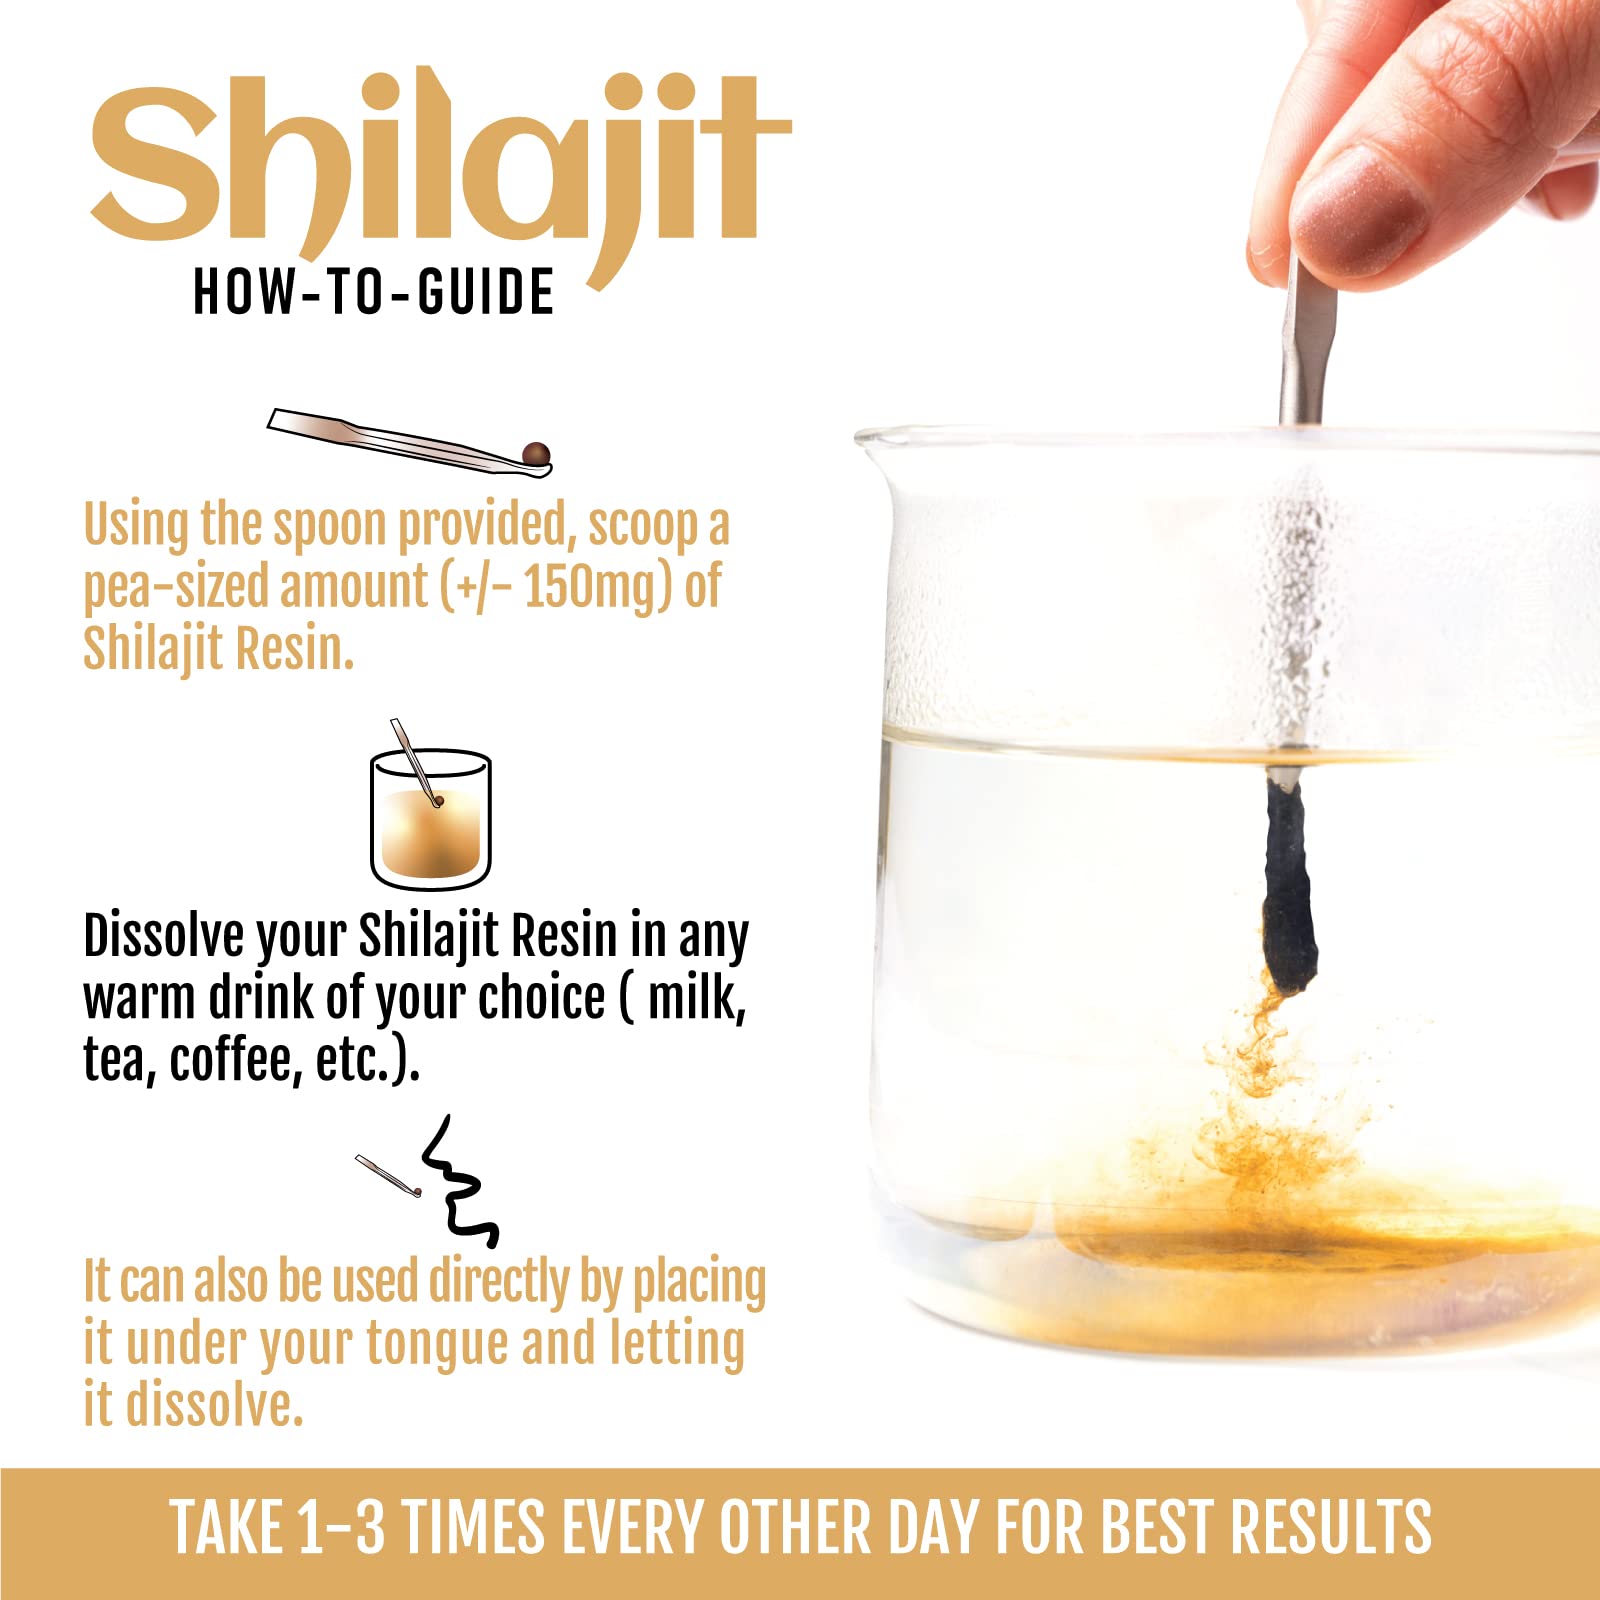 Shilajit
HOW-TO-GUIDE
Using the spoon provided, scoop a
pea-sized amount (+/- 150mg) of
Shilajit Resin.
Dissolve your Shilajit Resin in any
warm drink of your choice ( milk,
tea, coffee, etc.).
It can also be used directly by placing
it under your tongue and letting
it dissolve.
TAKE 1-3 TIMES EVERY OTHER DAY FOR BEST RESULTS